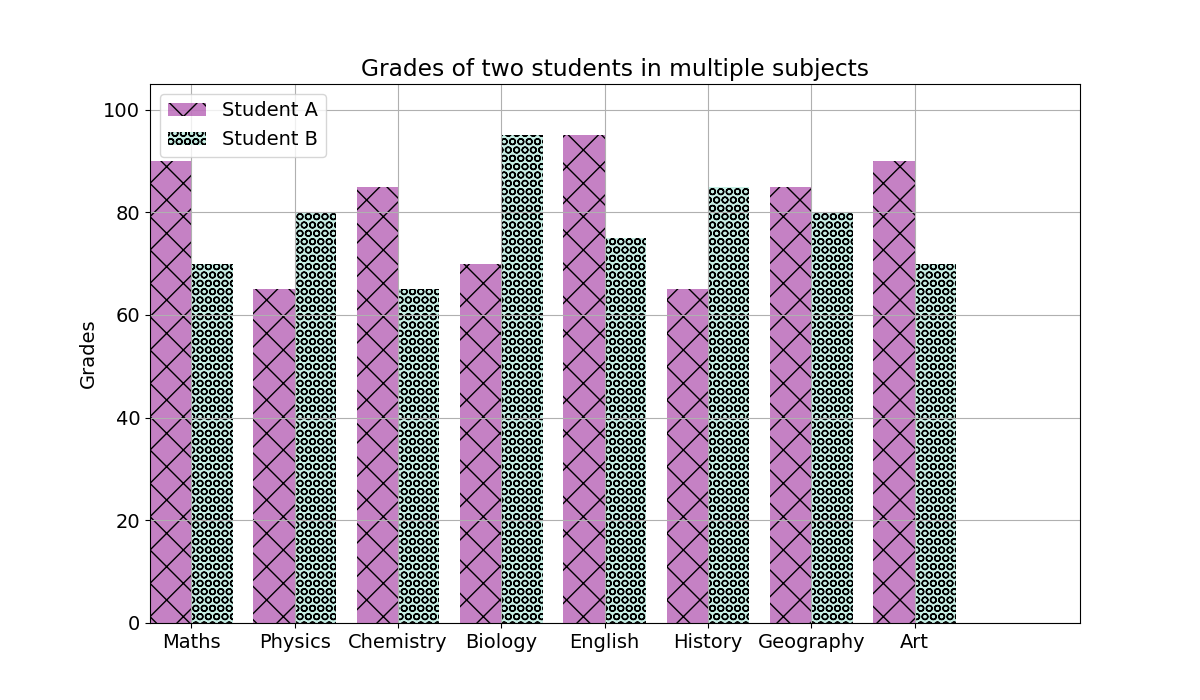 Grades of two students in multiple subjects
Student A
Student B
Grades
100
80
60
40
20
0
Maths Physics Chemistry Biology English History Geography Art